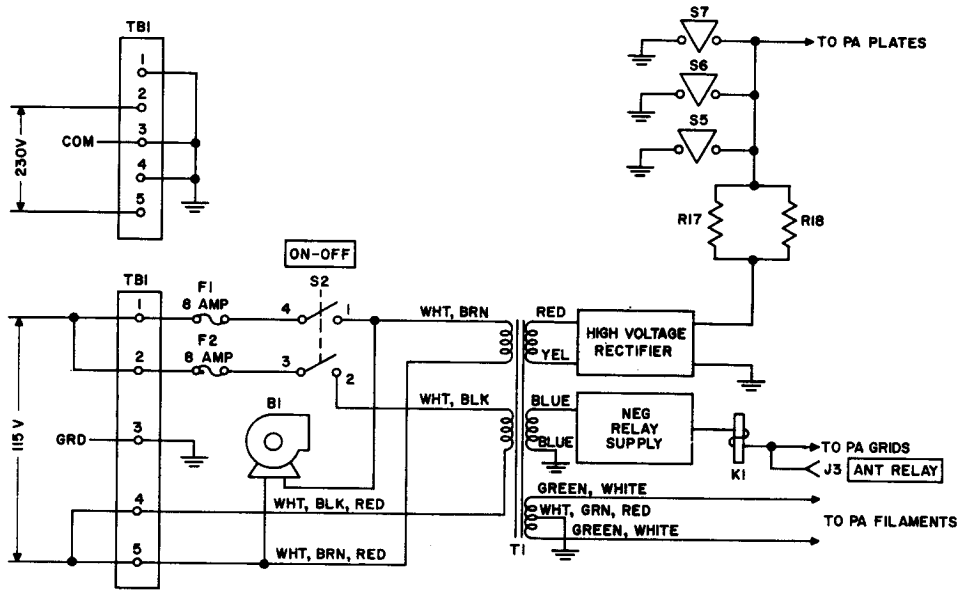 TB1
1
2
3
4
5
230V
COM
S7
TO PA PLATES
S6
S5
R17
R18
ON-OFF
S2
TB1
F1
8 AMP
F2
8 AMP
1
2
3
4
5
4
1
3
2
115 V
GRD
B1
WHT, BRN
RED
YEL
HIGH VOLTAGE
RECTIFIER
WHT, BLK
BLUE
BLUE
NEG
RELAY
SUPPLY
K1
TO PA GRIDS
J3
ANT RELAY
WHT, BLK, RED
WHT, BRN, RED
GREEN, WHITE
WHT, GRN, RED
GREEN, WHITE
T1
TO PA FILAMENTS